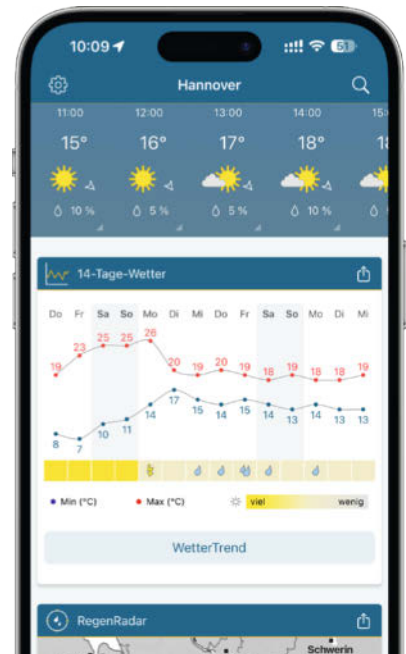 10:09 51
Hannover
11:00 12:00 13:00 14:00 15:
15° 16° 17° 18° 18
10 % 5 % 5 % 10 %
14-Tage-Wetter
Do Fr Sa So Mo Di Mi Do Fr Sa So Mo Di Mi
19 23 25 25 26 20 19 20 19 18 19 18 18 19
8 7 10 11 14 17 15 14 15 14 13 14 13 13
Min (°C) Max (°C) viel wenig
WetterTrend
RegenRadar
Schwerin